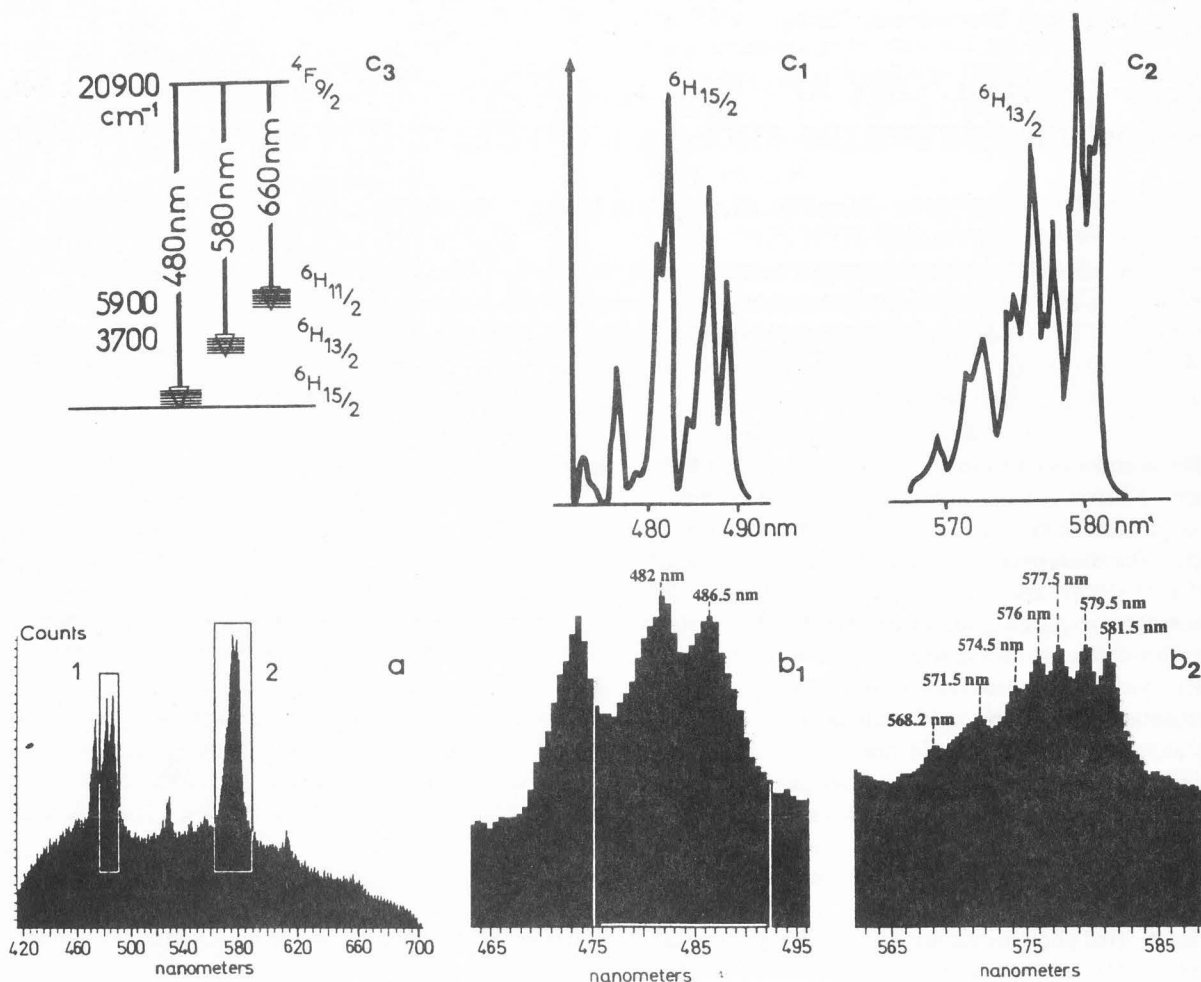 c3
20900
cm⁻¹
⁴F9/2
480nm
580nm
660nm
5900
3700
⁶H11/2
⁶H13/2
⁶H15/2
c1
⁶H15/2
480
490nm
c2
⁶H13/2
570
580 nm
Counts
1
2
a
420 460 500 540 580 620 660 700
nanometers
482 nm
486.5 nm
b1
465 475 485 495
nanometers
568.2 nm
571.5 nm
574.5 nm
576 nm
577.5 nm
579.5 nm
581.5 nm
b2
565 575 585
nanometers